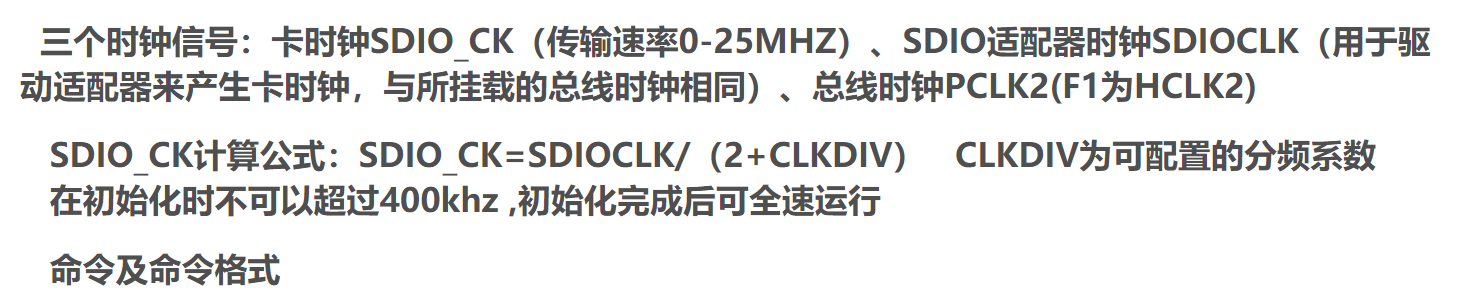 三个时钟信号：卡时钟SDIO_CK（传输速率0-25MHZ）、SDIO适配器时钟SDIOCLK（用于驱
动适配器来产生卡时钟，与所挂载的总线时钟相同）、总线时钟PCLK2(F1为HCLK2)
SDIO_CK计算公式：SDIO_CK=SDIOCLK/（2+CLKDIV） CLKDIV为可配置的分频系数
在初始化时不可以超过400khz ,初始化完成后可全速运行
命令及命令格式